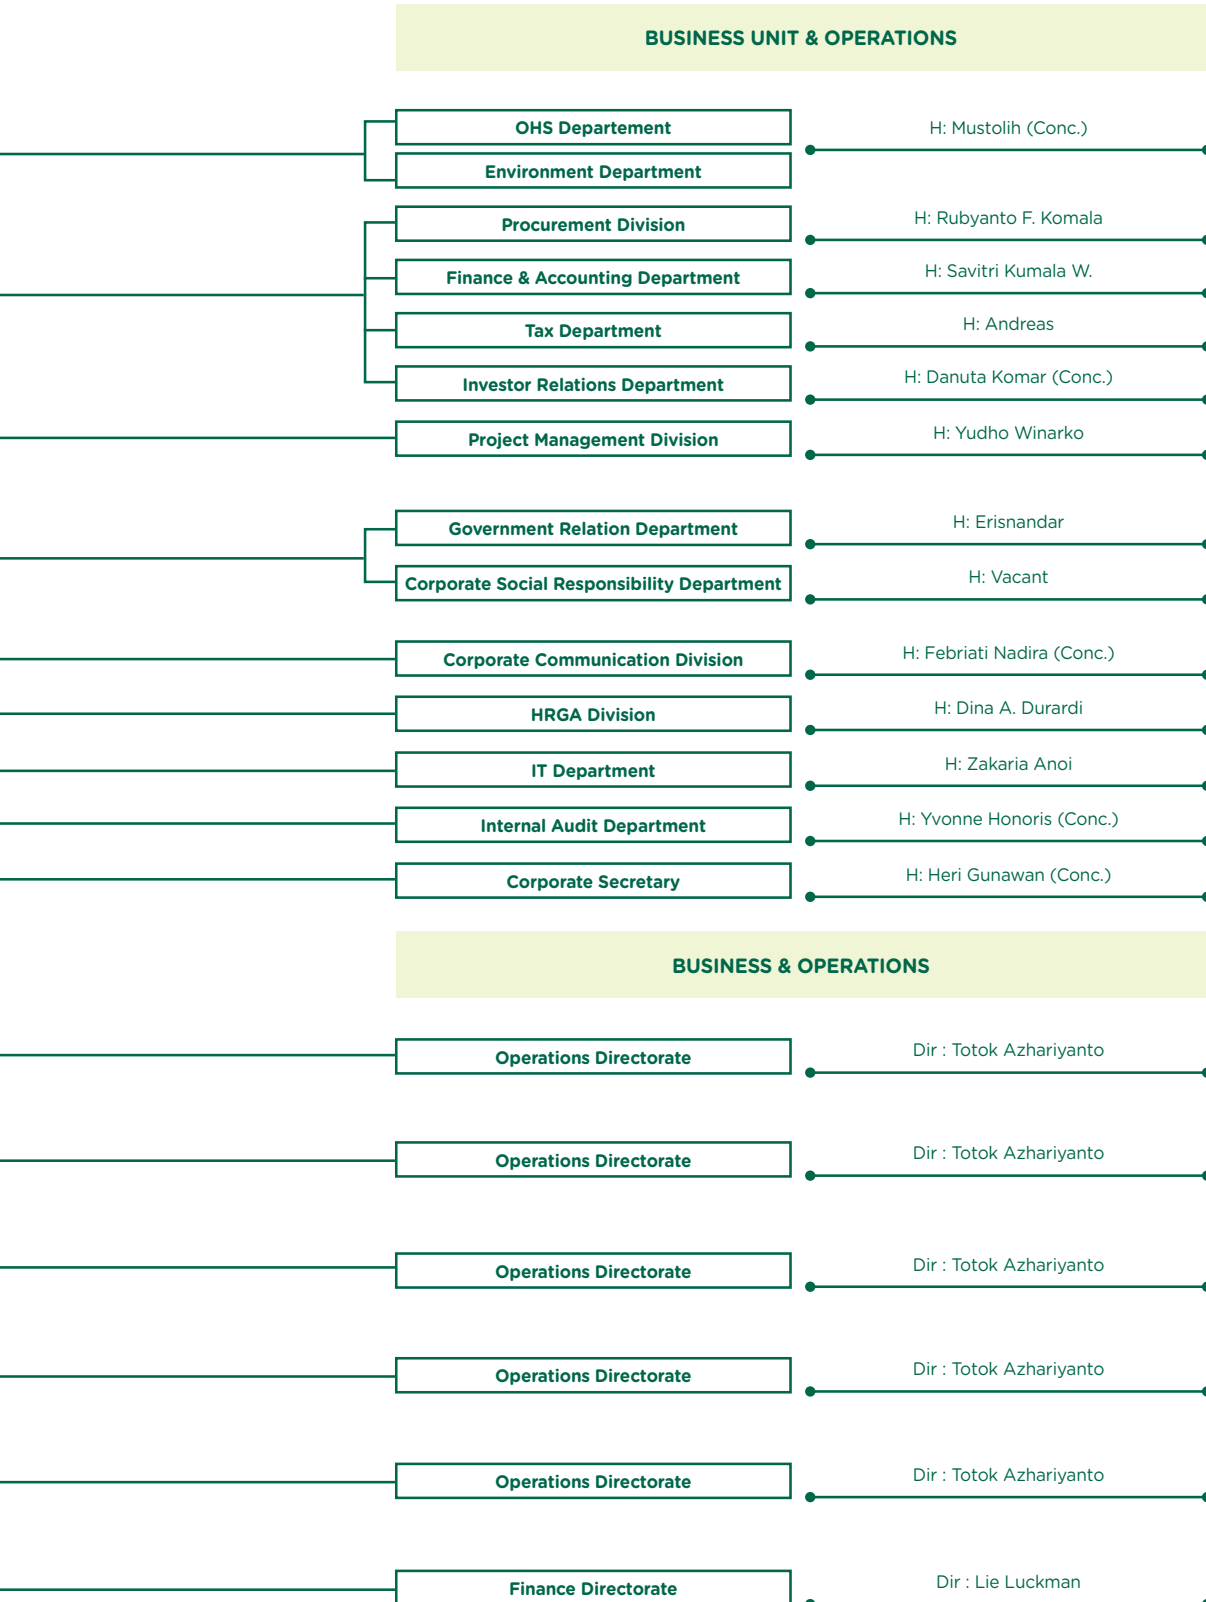 BUSINESS UNIT & OPERATIONS
OHS Departement
H: Mustolih (Conc.)
Environment Department
Procurement Division
H: Rubyanto F. Komala
Finance & Accounting Department
H: Savitri Kumala W.
Tax Department
H: Andreas
Investor Relations Department
H: Danuta Komar (Conc.)
Project Management Division
H: Yudho Winarko
Government Relation Department
H: Erisnandar
Corporate Social Responsibility Department
H: Vacant
Corporate Communication Division
H: Febriati Nadira (Conc.)
HRGA Division
H: Dina A. Durardi
IT Department
H: Zakaria Anoi
Internal Audit Department
H: Yvonne Honoris (Conc.)
Corporate Secretary
H: Heri Gunawan (Conc.)
BUSINESS & OPERATIONS
Operations Directorate
Dir : Totok Azhariyanto
Operations Directorate
Dir : Totok Azhariyanto
Operations Directorate
Dir : Totok Azhariyanto
Operations Directorate
Dir : Totok Azhariyanto
Operations Directorate
Dir : Totok Azhariyanto
Finance Directorate
Dir : Lie Luckman